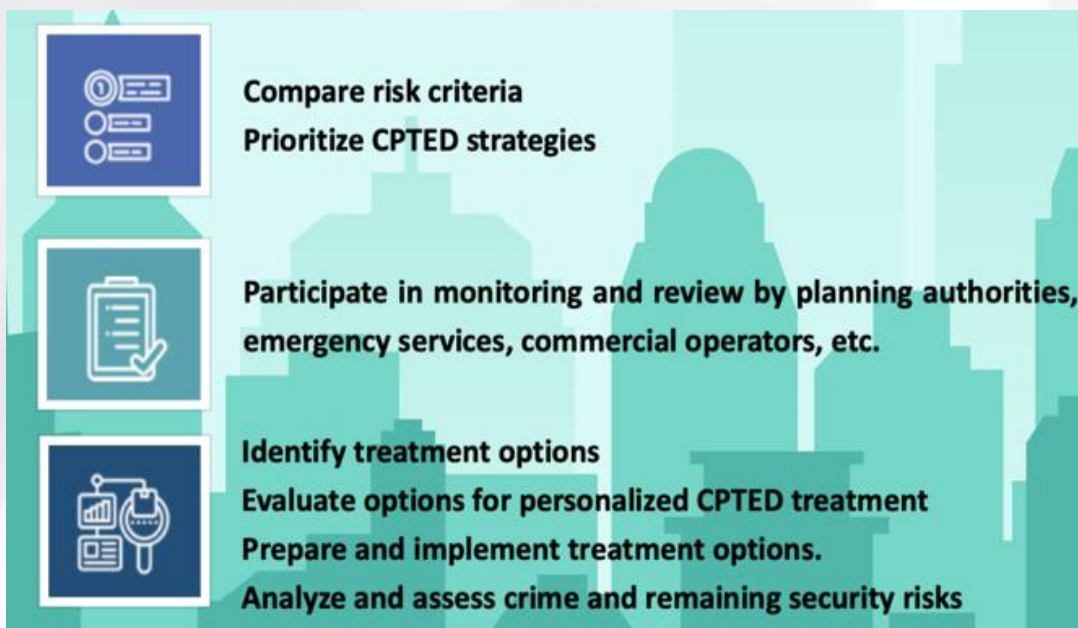 Compare risk criteria
Prioritize CPTED strategies
Participate in monitoring and review by planning authorities,
emergency services, commercial operators, etc.
Identify treatment options
Evaluate options for personalized CPTED treatment
Prepare and implement treatment options.
Analyze and assess crime and remaining security risks